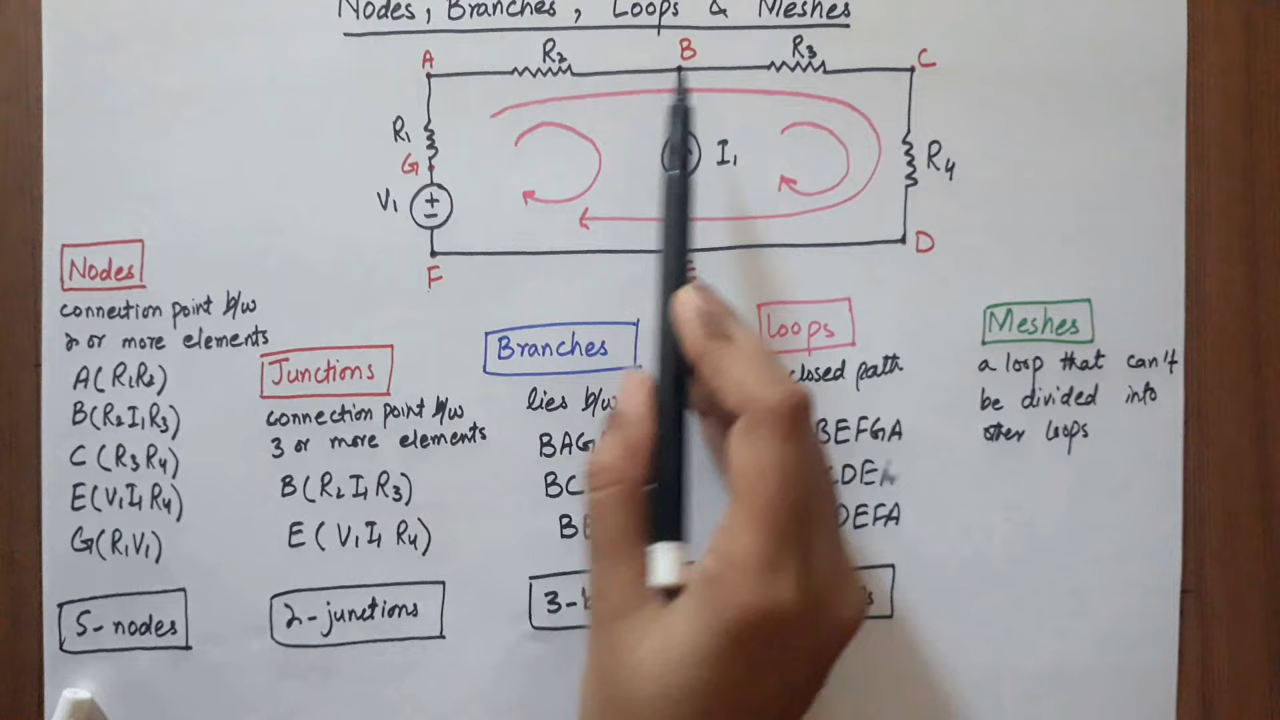 Nodes, Branches, Loops & Meshes
A R2 B R3 C
R1
G
V1 + − I1 R4
F D
Nodes
connection point b/w
2 or more elements
A(R1R2)
B(R2I1R3)
C(R3R4)
E(V1I1R4)
G(R1V1)
5-nodes
Junctions
connection point b/w
3 or more elements
B(R2I1R3)
E(V1I1R4)
2-junctions
Branches
lies b/w
BAG
BC
3-
Loops
closed path
BEFGA
CDE
DEFA
Meshes
a loop that can't
be divided into
other loops